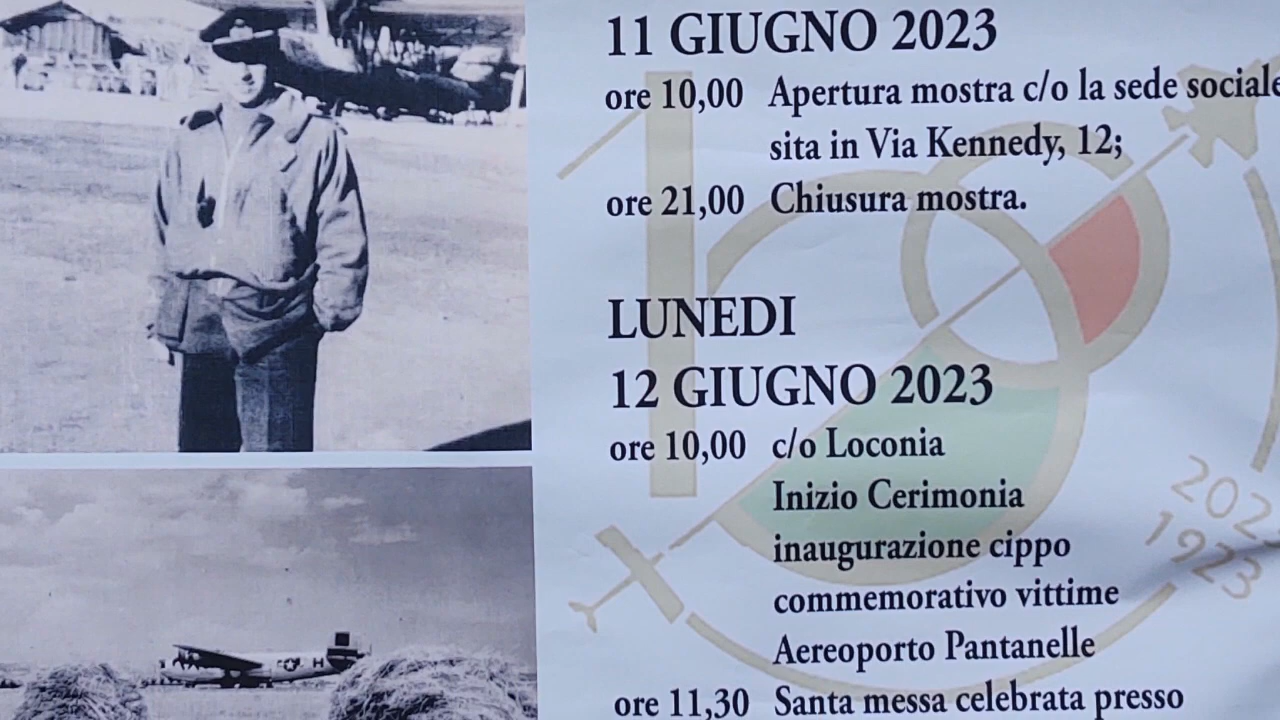 11 GIUGNO 2023
ore 10,00 Apertura mostra c/o la sede sociale
sita in Via Kennedy, 12;
ore 21,00 Chiusura mostra.
LUNEDI
12 GIUGNO 2023
ore 10,00 c/o Loconia
Inizio Cerimonia
inaugurazione cippo
commemorativo vittime
Aereoporto Pantanelle
ore 11,30 Santa messa celebrata presso
1923
H